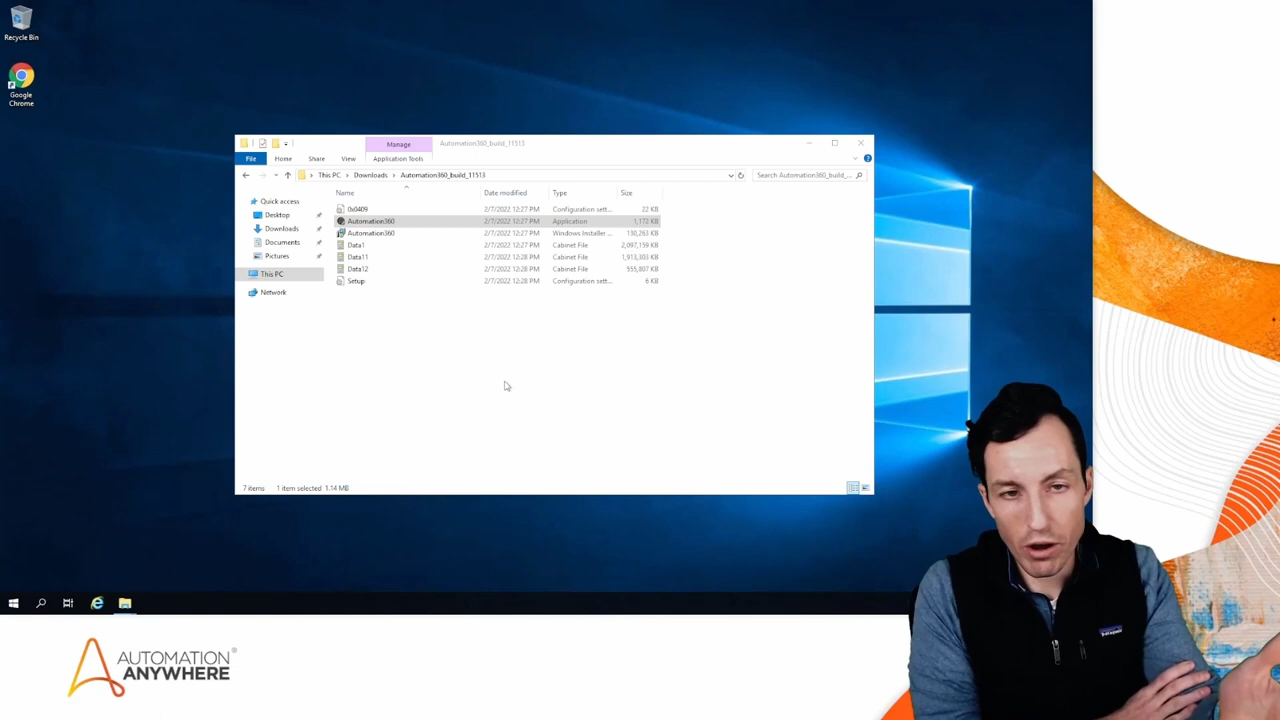 Recycle Bin
Google
Chrome
Manage
Automation360_build_11513
File
Home
Share
View
Application Tools
This PC
Downloads
Automation360_build_11513
Search Automation360_build_...
Name
Date modified
Type
Size
Quick access
Desktop
Downloads
Documents
Pictures
This PC
Network
0x0409 2/7/2022 12:27 PM Configuration sett... 22 KB
Automation360 2/7/2022 12:27 PM Application 1,172 KB
Automation360 2/7/2022 12:27 PM Windows Installer ... 130,263 KB
Data1 2/7/2022 12:27 PM Cabinet File 2,097,159 KB
Data11 2/7/2022 12:28 PM Cabinet File 1,913,303 KB
Data12 2/7/2022 12:28 PM Cabinet File 555,807 KB
Setup 2/7/2022 12:28 PM Configuration sett... 6 KB
7 items 1 item selected 1.14 MB
patagonia
AUTOMATION
ANYWHERE
®